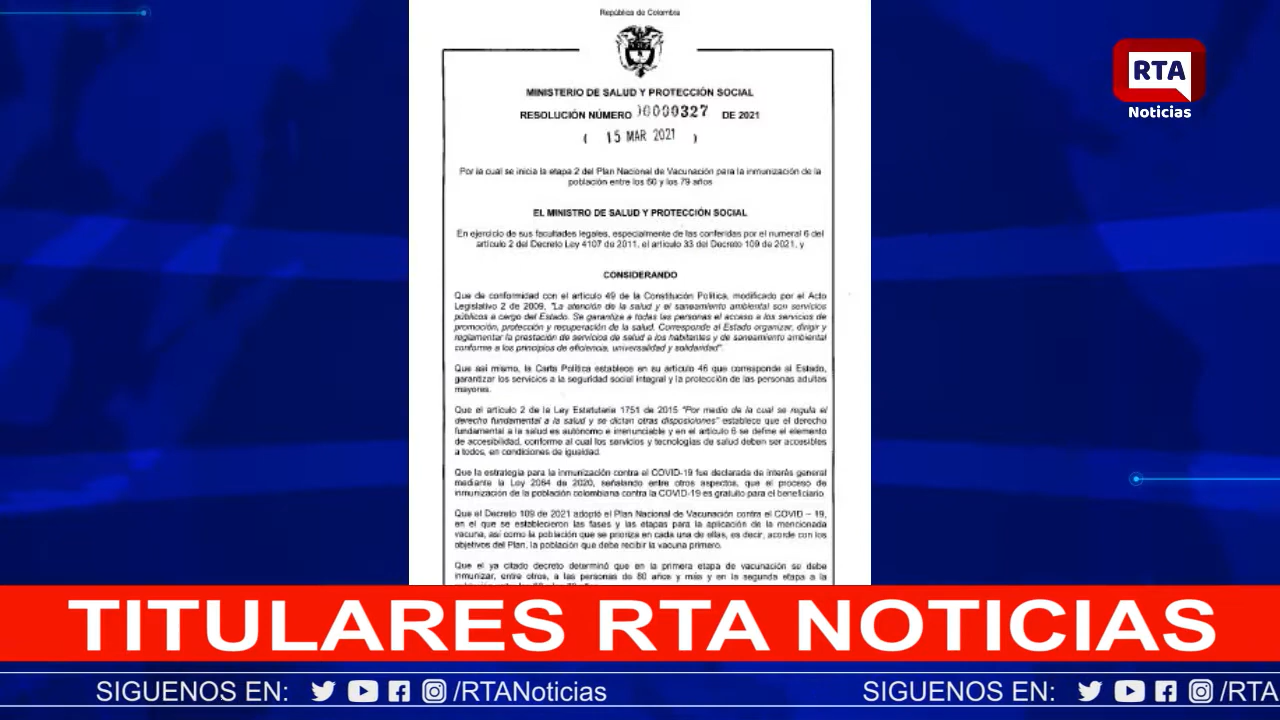 República de Colombia
RTA
Noticias
MINISTERIO DE SALUD Y PROTECCIÓN SOCIAL
RESOLUCIÓN NÚMERO 0000327 DE 2021
( 15 MAR 2021 )
Por la cual se inicia la etapa 2 del Plan Nacional de Vacunación para la inmunización de la
población entre los 60 y los 79 años
EL MINISTRO DE SALUD Y PROTECCIÓN SOCIAL
En ejercicio de sus facultades legales, especialmente de las conferidas por el numeral 6 del
artículo 2 del Decreto Ley 4107 de 2011, el artículo 33 del Decreto 109 de 2021, y
CONSIDERANDO
Que de conformidad con el artículo 49 de la Constitución Política, modificado por el Acto
Legislativo 2 de 2009, "La atención de la salud y el saneamiento ambiental son servicios
públicos a cargo del Estado. Se garantiza a todas las personas el acceso a los servicios de
promoción, protección y recuperación de la salud. Corresponde al Estado organizar, dirigir y
reglamentar la prestación de servicios de salud a los habitantes y de saneamiento ambiental
conforme a los principios de eficiencia, universalidad y solidaridad".
Que así mismo, la Carta Política establece en su artículo 46 que corresponde al Estado,
garantizar los servicios a la seguridad social integral y la protección de las personas adultas
mayores.
Que el artículo 2 de la Ley Estatutaria 1751 de 2015 "Por medio de la cual se regula el
derecho fundamental a la salud y se dictan otras disposiciones" establece que el derecho
fundamental a la salud es autónomo e irrenunciable y en el artículo 6 se define el elemento
de accesibilidad, conforme al cual los servicios y tecnologías de salud deben ser accesibles
a todos, en condiciones de igualdad.
Que la estrategia para la inmunización contra el COVID-19 fue declarada de interés general
mediante la Ley 2064 de 2020, señalando entre otros aspectos, que el proceso de
inmunización de la población colombiana contra la COVID-19 es gratuito para el beneficiario
Que el Decreto 109 de 2021 adoptó el Plan Nacional de Vacunación contra el COVID – 19,
en el que se establecieron las fases y las etapas para la aplicación de la mencionada
vacuna, así como la población que se prioriza en cada una de ellas, es decir, acorde con los
objetivos del Plan, la población que debe recibir la vacuna primero.
Que el ya citado decreto determinó que en la primera etapa de vacunación se debe
inmunizar, entre otros, a las personas de 80 años y más y en la segunda etapa a la
TITULARES RTA NOTICIAS
SIGUENOS EN: /RTANoticias SIGUENOS EN: /RTA